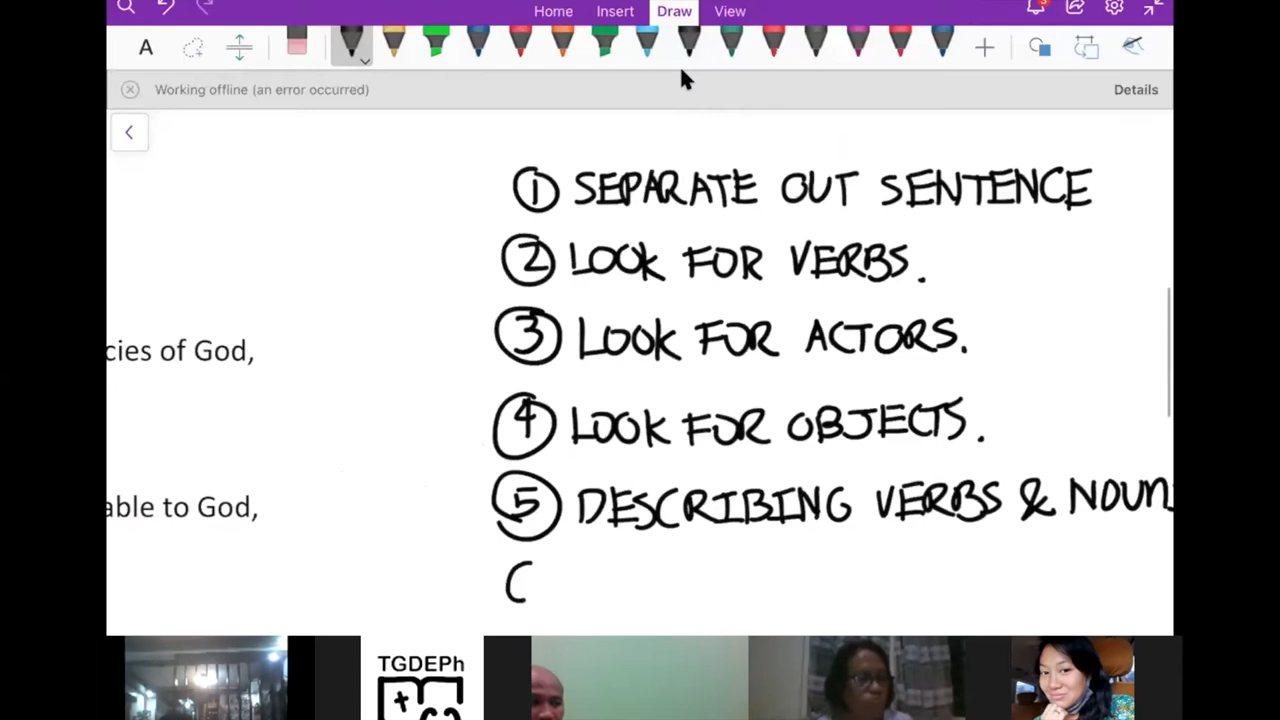 Home Insert Draw View
A
Working offline (an error occurred) Details
① SEPARATE OUT SENTENCE
② LOOK FOR VERBS.
cies of God,
③ LOOK FOR ACTORS.
④ LOOK FOR OBJECTS.
able to God,
⑤ DESCRIBING VERBS & NOUN
TGDEPh